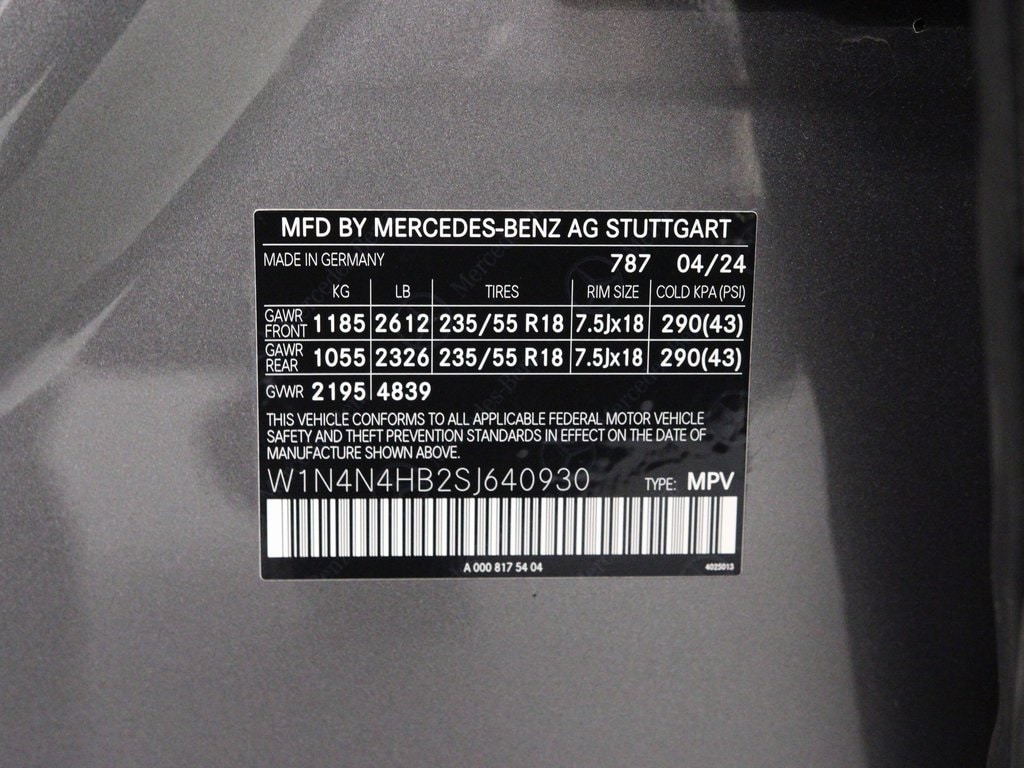 MFD BY MERCEDES-BENZ AG STUTTGART
MADE IN GERMANY 787 04/24
KG LB TIRES RIM SIZE COLD KPA (PSI)
GAWR FRONT 1185 2612 235/55 R18 7.5Jx18 290(43)
GAWR REAR 1055 2326 235/55 R18 7.5Jx18 290(43)
GVWR 2195 4839
THIS VEHICLE CONFORMS TO ALL APPLICABLE FEDERAL MOTOR VEHICLE
SAFETY AND THEFT PREVENTION STANDARDS IN EFFECT ON THE DATE OF
MANUFACTURE SHOWN ABOVE.
W1N4N4HB2SJ640930 TYPE: MPV
A 000 817 54 04 4025013